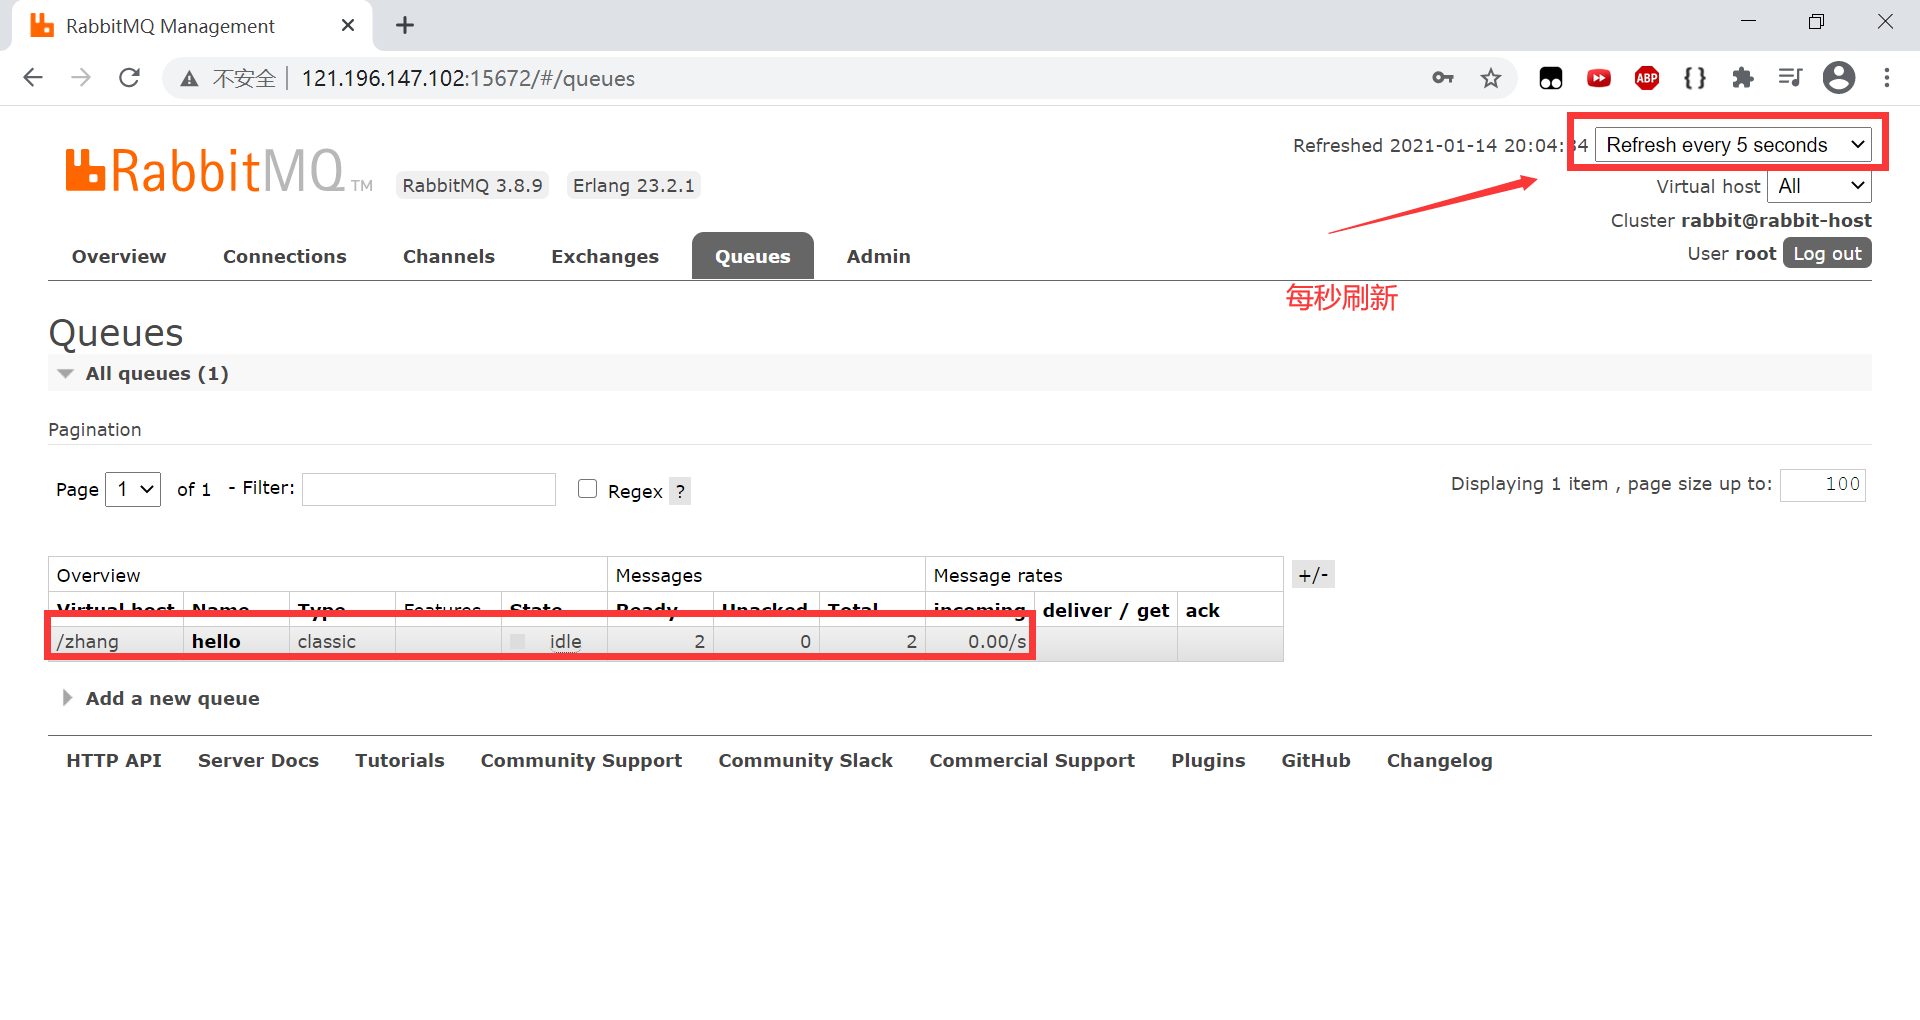 RabbitMQ Management
不安全 121.196.147.102:15672/#/queues
ABP
RabbitMQ TM RabbitMQ 3.8.9 Erlang 23.2.1
Refreshed 2021-01-14 20:04:34 Refresh every 5 seconds
Virtual host All
Cluster rabbit@rabbit-host
User root Log out
Overview Connections Channels Exchanges Queues Admin
每秒刷新
Queues
All queues (1)
Pagination
Page 1 of 1 - Filter: Regex ? Displaying 1 item , page size up to: 100
Overview Messages Message rates +/-
Virtual host Name Type Features State Ready Unacked Total incoming deliver / get ack
/zhang hello classic idle 2 0 2 0.00/s
Add a new queue
HTTP API Server Docs Tutorials Community Support Community Slack Commercial Support Plugins GitHub Changelog